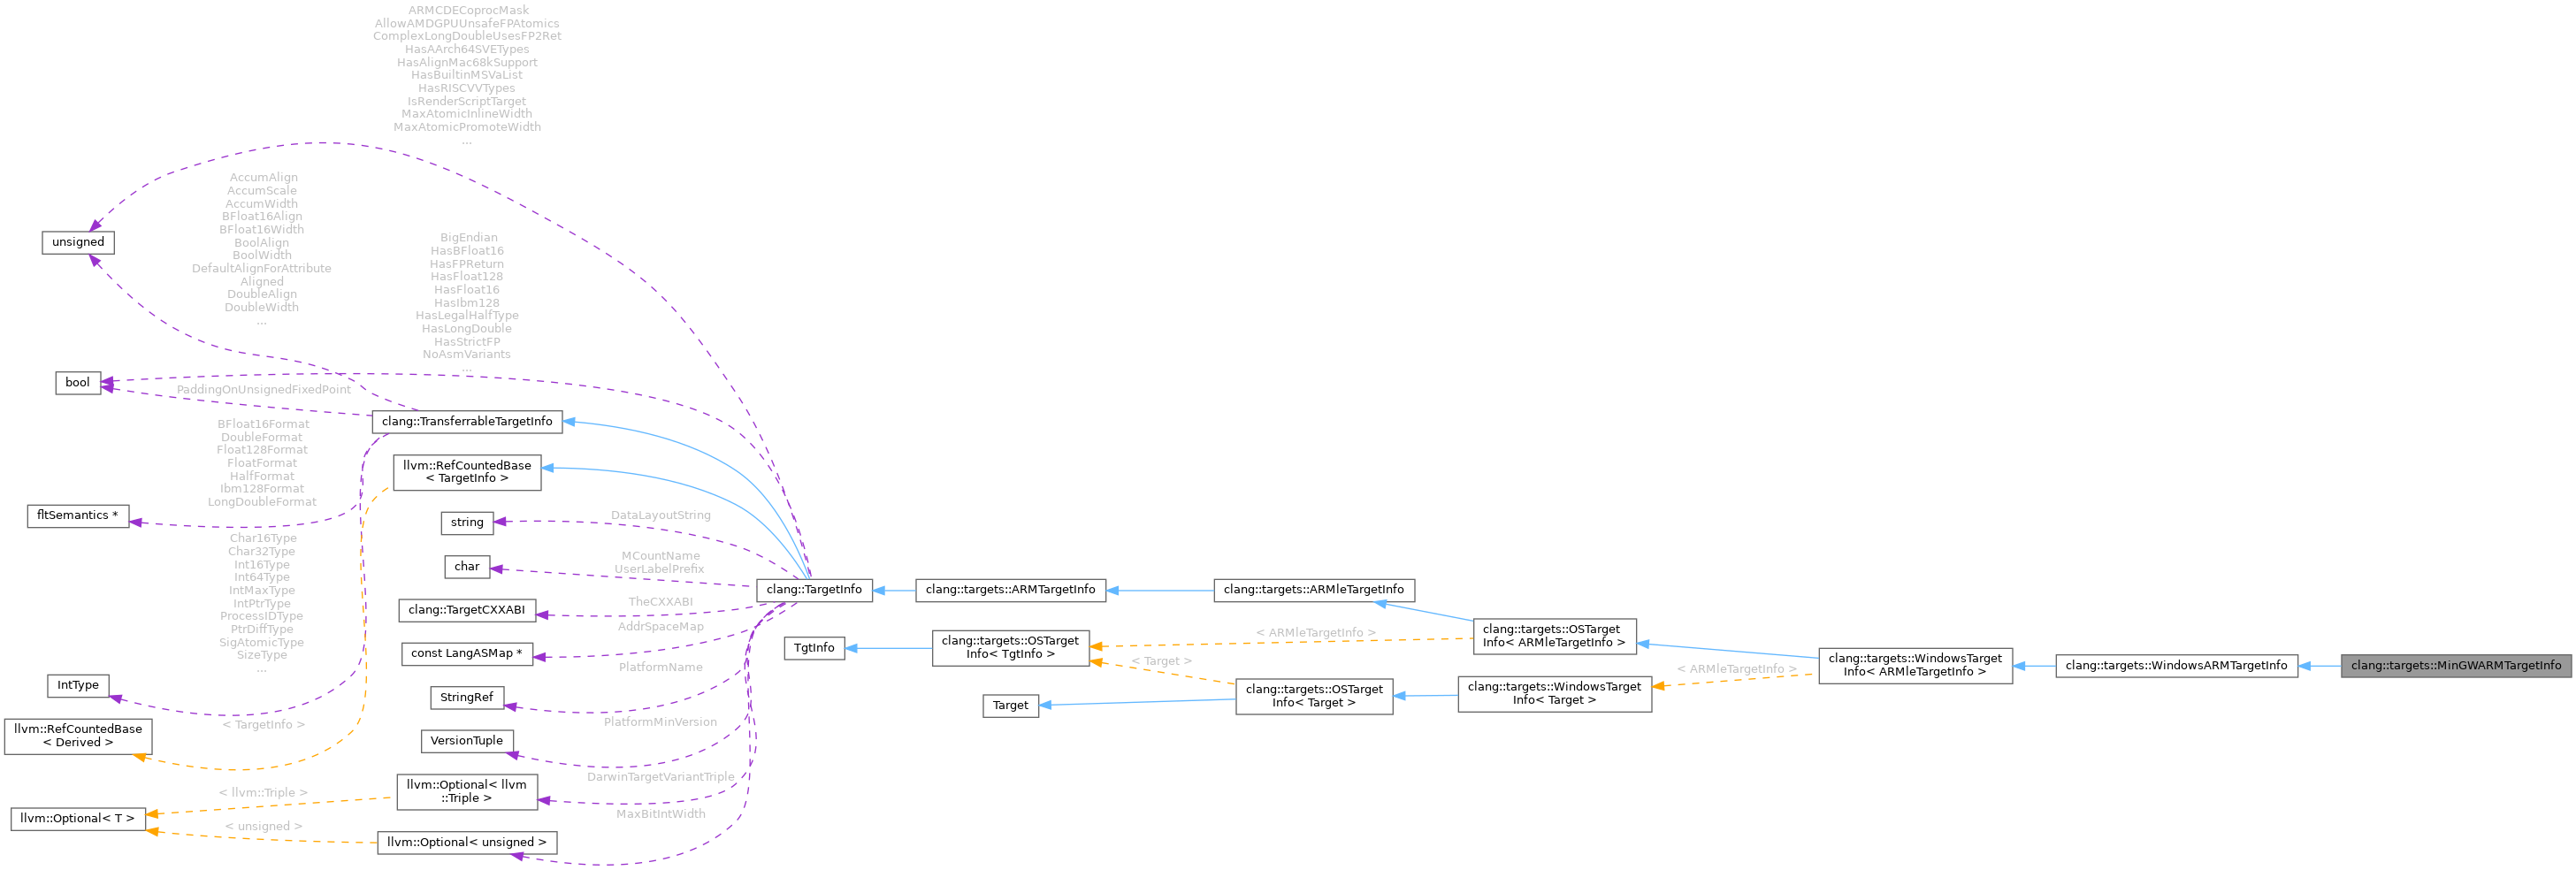 ARMCDECoprocMask
AllowAMDGPUUnsafeFPAtomics
ComplexLongDoubleUsesFP2Ret
HasAArch64SVETypes
HasAlignMac68kSupport
HasBuiltinMSVaList
HasRISCVVTypes
IsRenderScriptTarget
MaxAtomicInlineWidth
MaxAtomicPromoteWidth
...
AccumAlign
AccumScale
AccumWidth
BFloat16Align
BFloat16Width
BoolAlign
BoolWidth
DefaultAlignForAttribute
Aligned
DoubleAlign
DoubleWidth
...
unsigned
BigEndian
HasBFloat16
HasFPReturn
HasFloat128
HasFloat16
HasIbm128
HasLegalHalfType
HasLongDouble
HasStrictFP
NoAsmVariants
...
bool
PaddingOnUnsignedFixedPoint
clang::TransferrableTargetInfo
BFloat16Format
DoubleFormat
Float128Format
FloatFormat
HalfFormat
Ibm128Format
LongDoubleFormat
llvm::RefCountedBase
< TargetInfo >
fltSemantics *
string
DataLayoutString
Char16Type
Char32Type
Int16Type
Int64Type
IntMaxType
IntPtrType
ProcessIDType
PtrDiffType
SigAtomicType
SizeType
...
char
MCountName
UserLabelPrefix
clang::TargetInfo
clang::targets::ARMTargetInfo
clang::targets::ARMleTargetInfo
clang::TargetCXXABI
TheCXXABI
const LangASMap *
AddrSpaceMap
TgtInfo
clang::targets::OSTarget
Info< TgtInfo >
< ARMleTargetInfo >
< Target >
clang::targets::OSTarget
Info< ARMleTargetInfo >
clang::targets::WindowsTarget
Info< ARMleTargetInfo >
clang::targets::WindowsARMTargetInfo
clang::targets::MinGWARMTargetInfo
IntType
StringRef
PlatformName
Target
clang::targets::OSTarget
Info< Target >
clang::targets::WindowsTarget
Info< Target >
< ARMleTargetInfo >
llvm::RefCountedBase
< Derived >
< TargetInfo >
VersionTuple
PlatformMinVersion
llvm::Optional< llvm
::Triple >
DarwinTargetVariantTriple
< llvm::Triple >
llvm::Optional< T >
< unsigned >
llvm::Optional< unsigned >
MaxBitIntWidth